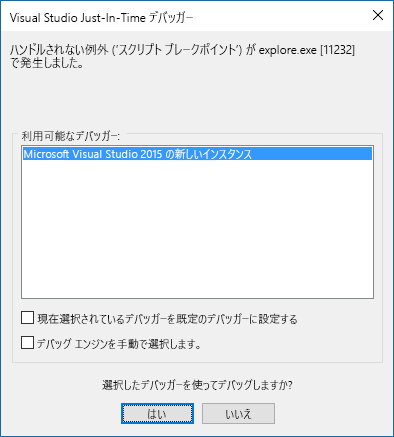 Visual Studio Just-In-Time デバッガー
ハンドルされない例外 ('スクリプト ブレークポイント') が explore.exe [11232]
で発生しました。
利用可能なデバッガー:
Microsoft Visual Studio 2015 の新しいインスタンス
現在選択されているデバッガーを既定のデバッガーに設定する
デバッグ エンジンを手動で選択します。
選択したデバッガーを使ってデバッグしますか?
はい
いいえ